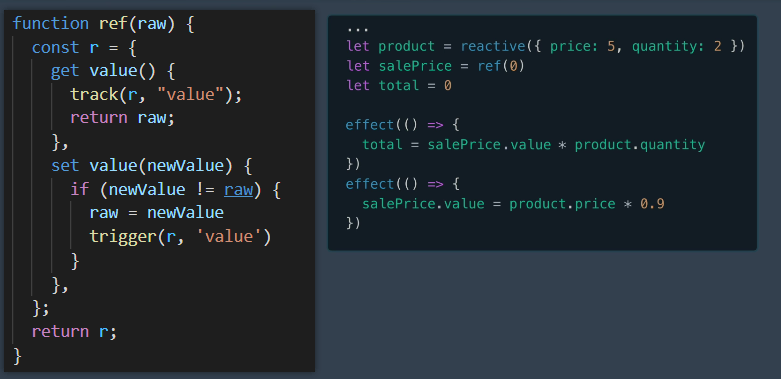 function ref(raw) {
  const r = {
    get value() {
      track(r, "value");
      return raw;
    },
    set value(newValue) {
      if (newValue != raw) {
        raw = newValue
        trigger(r, 'value')
      }
    },
  };
  return r;
}
...
let product = reactive({ price: 5, quantity: 2 })
let salePrice = ref(0)
let total = 0

effect(() => {
  total = salePrice.value * product.quantity
})
effect(() => {
  salePrice.value = product.price * 0.9
})